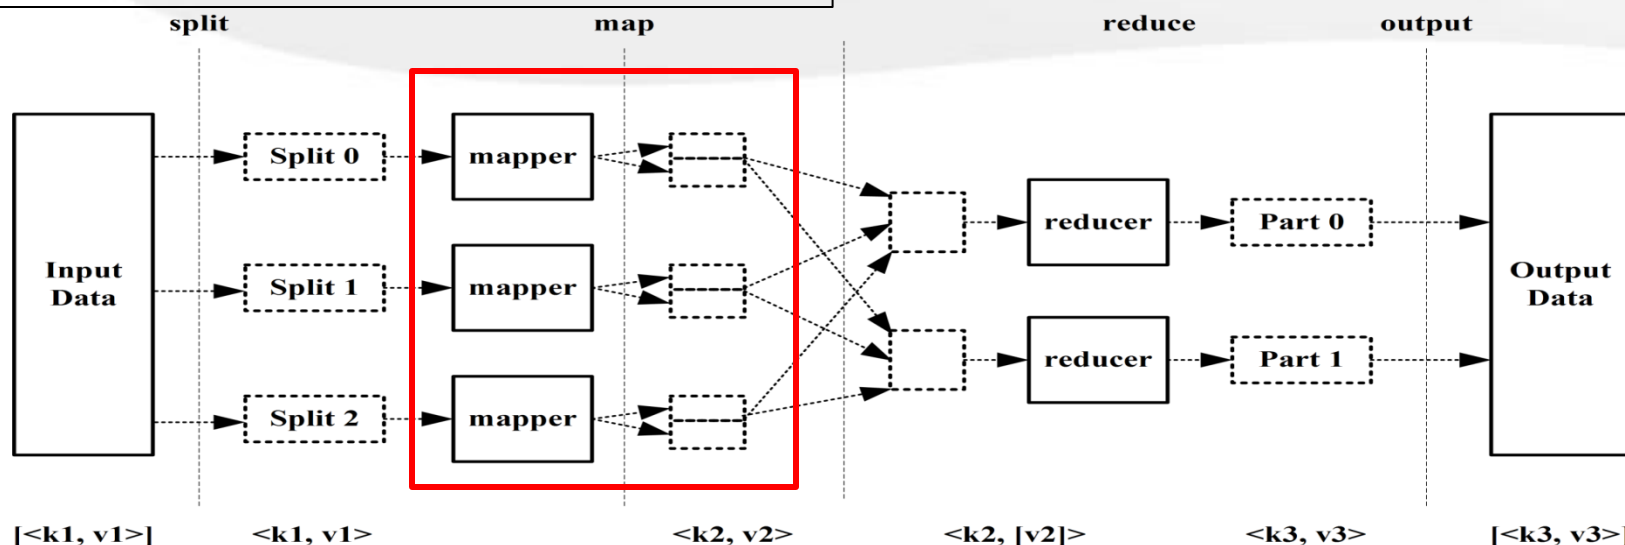 split map reduce output
Split 0 mapper
mapper
Split 1
mapper
Split 2
Input
Data
reducer Part 0
reducer Part 1
Output
Data
[<k1, v1>] <k1, v1> <k2, v2> <k2, [v2]> <k3, v3> [<k3, v3>]